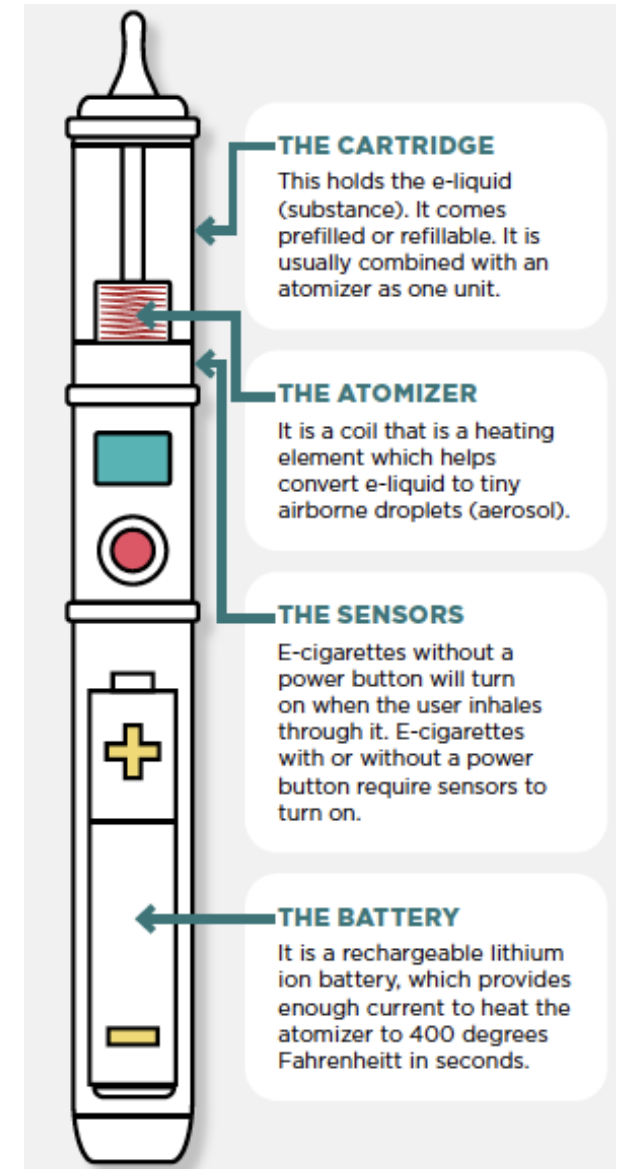 THE CARTRIDGE
This holds the e-liquid
(substance). It comes
prefilled or refillable. It is
usually combined with an
atomizer as one unit.
THE ATOMIZER
It is a coil that is a heating
element which helps
convert e-liquid to tiny
airborne droplets (aerosol).
THE SENSORS
E-cigarettes without a
power button will turn
on when the user inhales
through it. E-cigarettes
with or without a power
button require sensors to
turn on.
THE BATTERY
It is a rechargeable lithium
ion battery, which provides
enough current to heat the
atomizer to 400 degrees
Fahrenheitt in seconds.